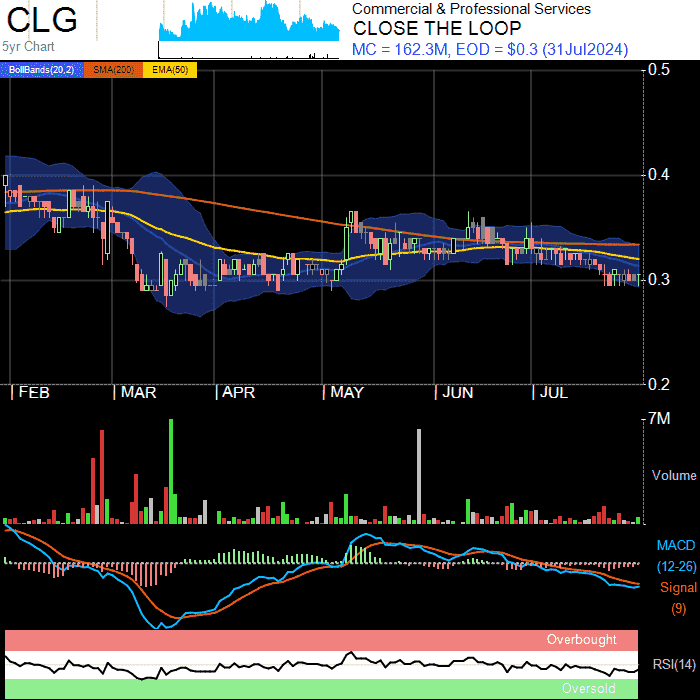 CLG
5yr Chart
Commercial & Professional Services
CLOSE THE LOOP
MC = 162.3M, EOD = $0.3 (31Jul2024)
BollBands(20,2) SMA(200) EMA(50)
0.5
0.4
0.3
0.2
FEB MAR APR MAY JUN JUL
7M
Volume
MACD
(12-26)
Signal
(9)
Overbought
RSI(14)
Oversold